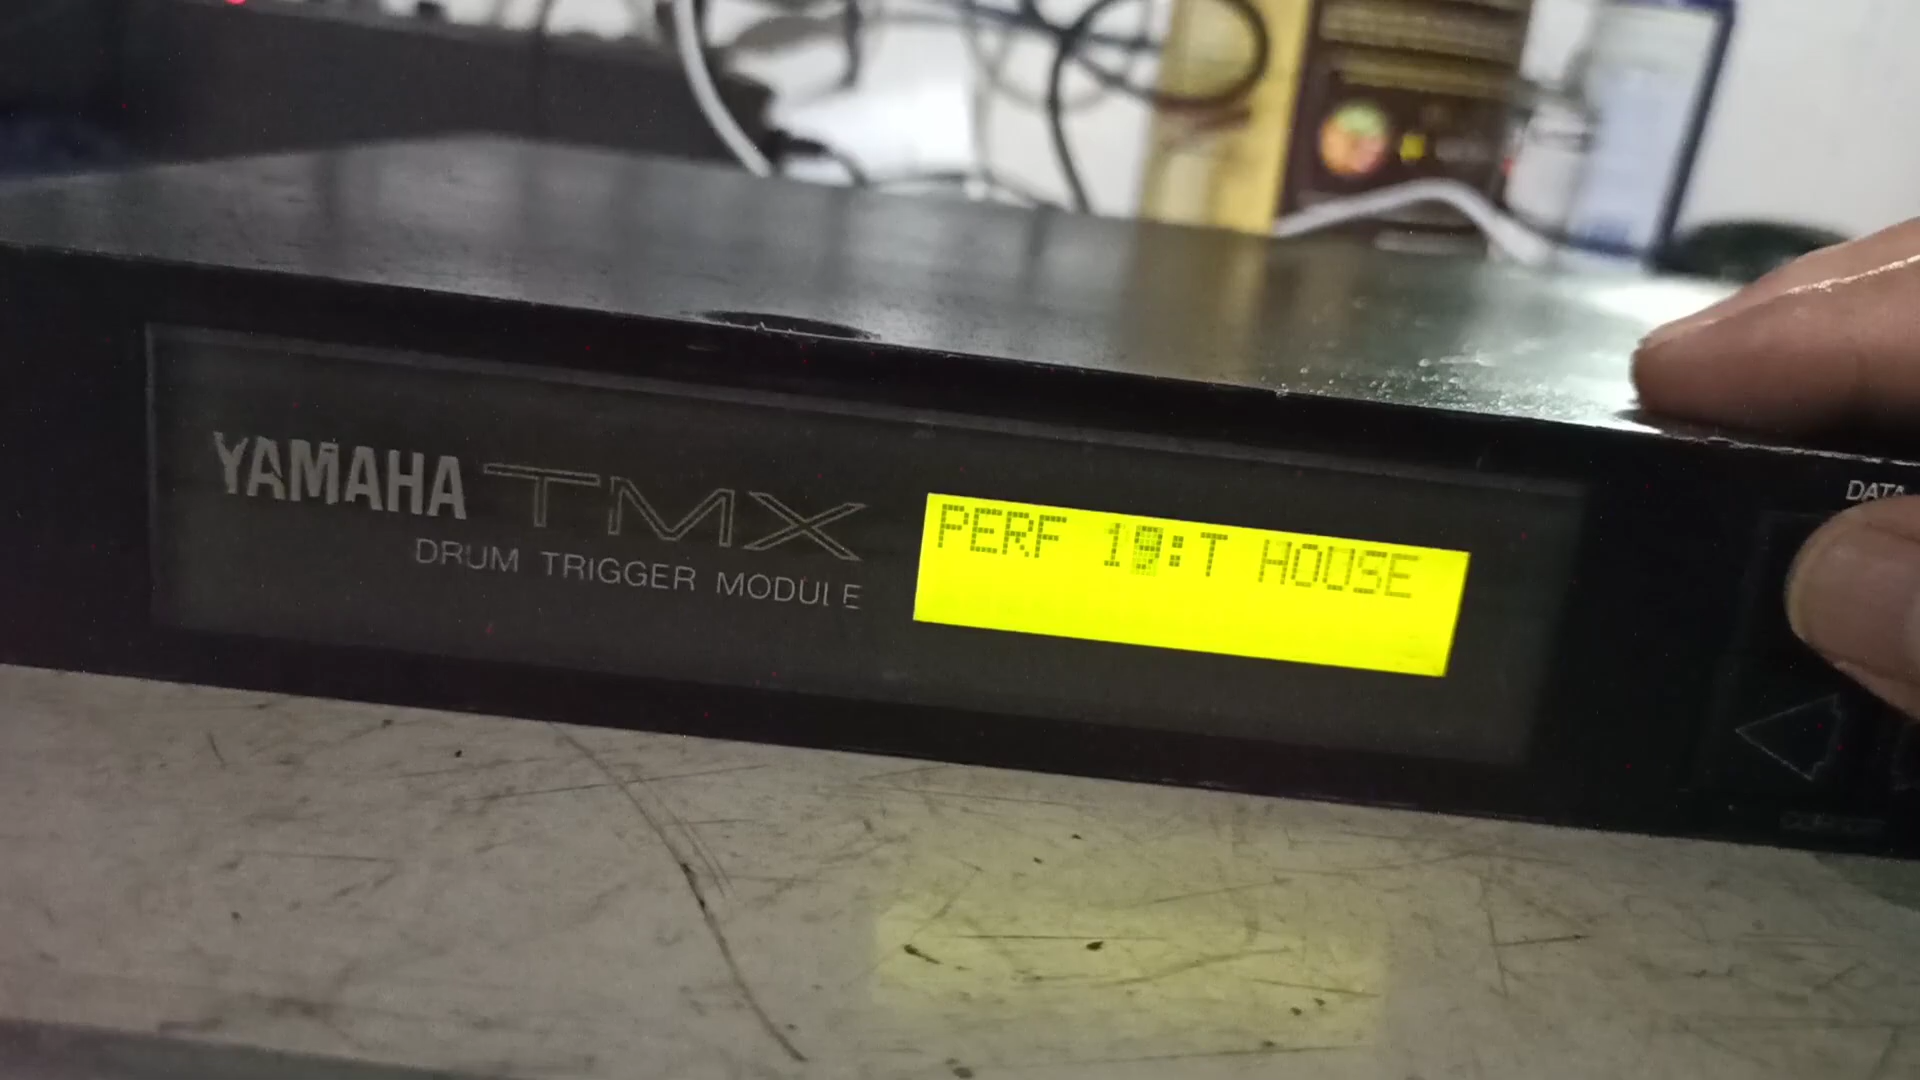 YAMAHA TMX
DRUM TRIGGER MODULE
PERF 19:T HOUSE
DATA